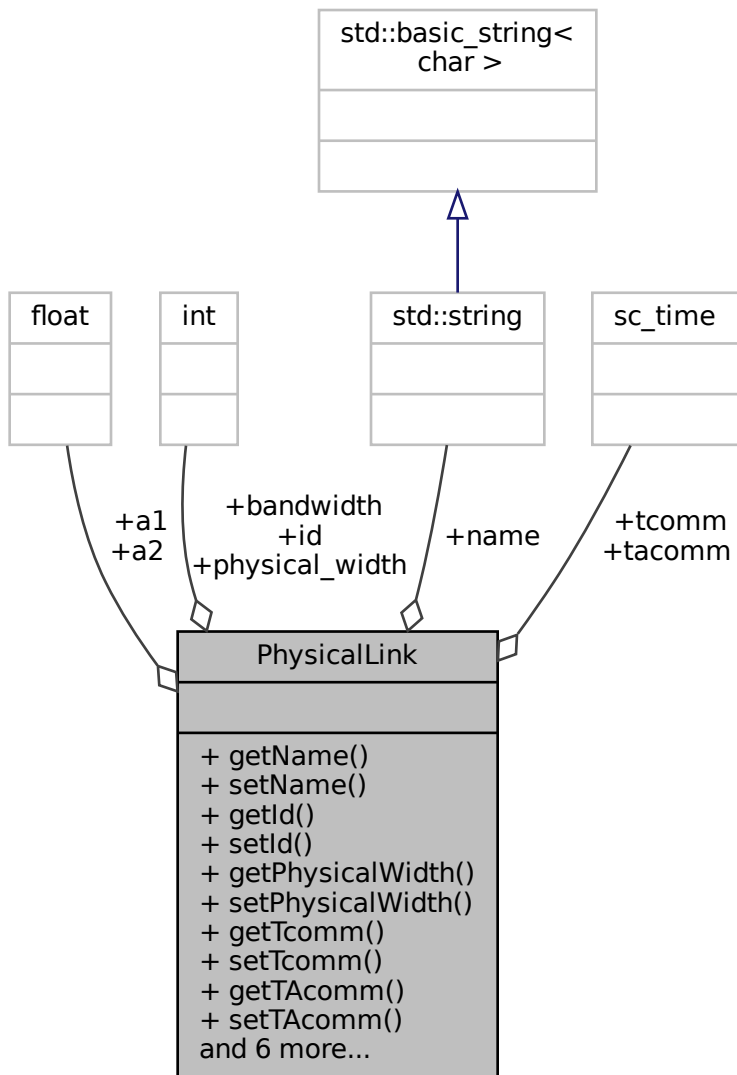 std::basic_string<
char >
float
int
std::string
sc_time
+a1
+a2
+bandwidth
+id
+physical_width
+name
+tcomm
+tacomm
PhysicalLink
+ getName()
+ setName()
+ getId()
+ setId()
+ getPhysicalWidth()
+ setPhysicalWidth()
+ getTcomm()
+ setTcomm()
+ getTAcomm()
+ setTAcomm()
and 6 more...